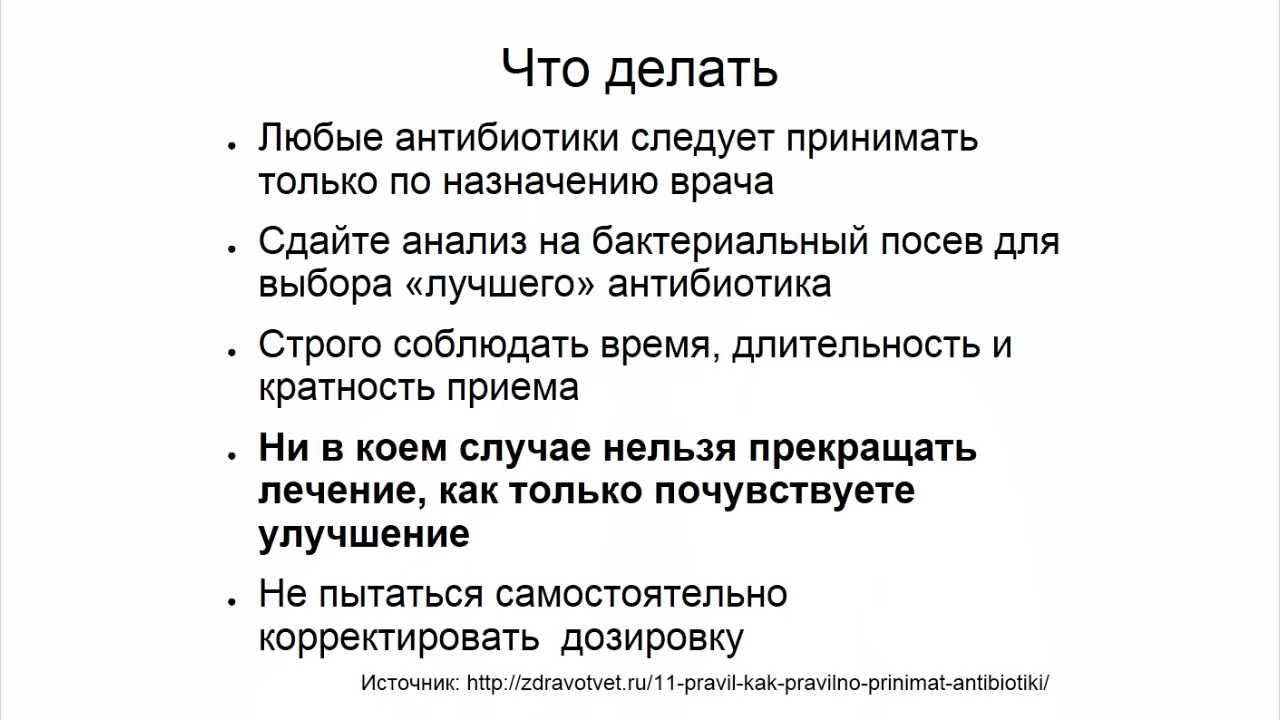 Что делать
• Любые антибиотики следует принимать
только по назначению врача
• Сдайте анализ на бактериальный посев для
выбора «лучшего» антибиотика
• Строго соблюдать время, длительность и
кратность приема
• Ни в коем случае нельзя прекращать
лечение, как только почувствуете
улучшение
• Не пытаться самостоятельно
корректировать  дозировку
Источник: http://zdravotvet.ru/11-pravil-kak-pravilno-prinimat-antibiotiki/